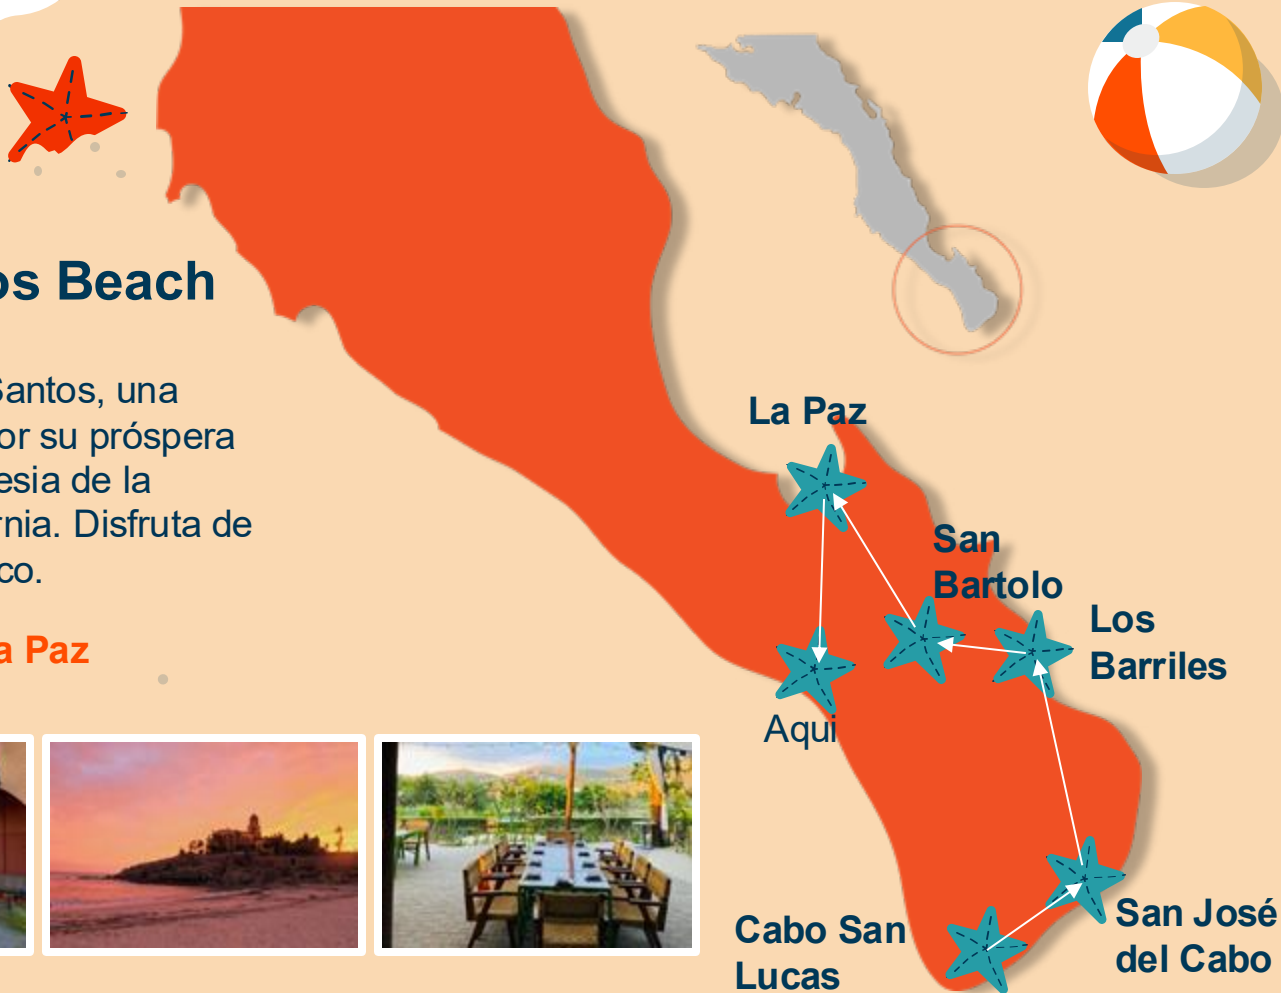 os Beach
Santos, una
or su próspera
esia de la
rnia. Disfruta de
co.
a Paz
La Paz
San
Bartolo
Los
Barriles
Aqui
San José
del Cabo
Cabo San
Lucas